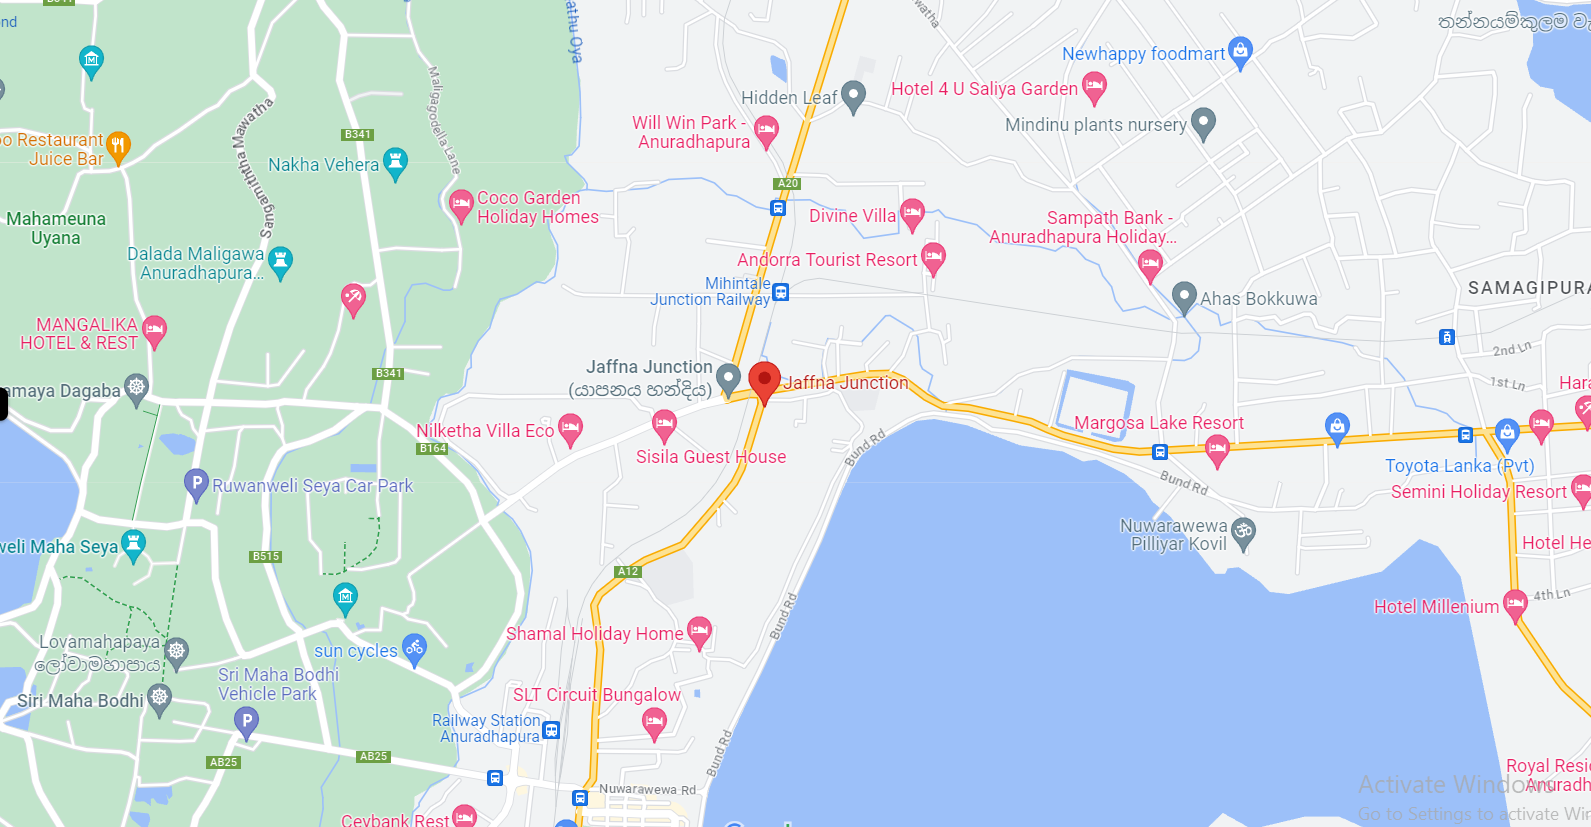 B341
nd
athu Oya
watha
Newhappy foodmart
Hotel 4 U Saliya Garden
Hidden Leaf
Maligagodella Lane
Sangamiththa Mawatha
B341
Will Win Park -
Anuradhapura
Mindinu plants nursery
oo Restaurant
Juice Bar
Nakha Vehera
A20
Coco Garden
Holiday Homes
Divine Villa
Sampath Bank -
Anuradhapura Holiday...
Mahameuna
Uyana
Dalada Maligawa
Anuradhapura...
Andorra Tourist Resort
Mihintale
Junction Railway
Ahas Bokkuwa
SAMAGIPURA
MANGALIKA
HOTEL & REST
2nd Ln
Jaffna Junction
(යාපනය හන්දිය)
Jaffna Junction
B341
1st Ln
Hara
amaya Dagaba
Nilketha Villa Eco
Sisila Guest House
B164
Bund Rd
Margosa Lake Resort
Toyota Lanka (Pvt)
Ruwanweli Seya Car Park
Bund Rd
Semini Holiday Resort
Nuwarawewa
Pilliyar Kovil
weli Maha Seya
B515
Hotel He
A12
4th Ln
Hotel Millenium
Bund Rd
Shamal Holiday Home
Lovamahapaya
ලෝවාමහාපාය
sun cycles
Sri Maha Bodhi
Vehicle Park
Siri Maha Bodhi
SLT Circuit Bungalow
Railway Station
Anuradhapura
Bund Rd
AB25
AB25
Nuwarawewa Rd
Royal Resi
Anuradh
Ceybank Rest
Activate Windows
Go to Settings to activate Win